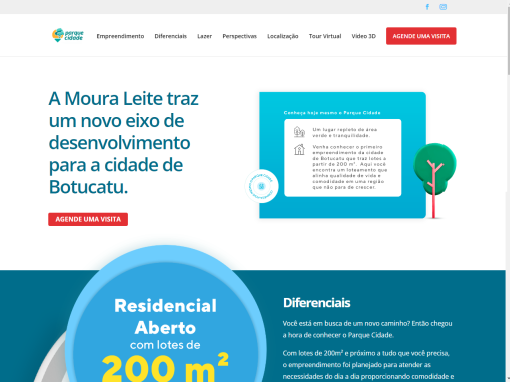 parque
cidade
Empreendimento
Diferenciais
Lazer
Perspectivas
Localização
Tour Virtual
Vídeo 3D
AGENDE UMA VISITA
A Moura Leite traz
um novo eixo de
desenvolvimento
para a cidade de
Botucatu.
AGENDE UMA VISITA
Conheça hoje mesmo o Parque Cidade
Um lugar repleto de área
verde e tranquilidade.
Venha conhecer o primeiro
empreendimento da cidade
de Botucatu que traz lotes a
partir de 200 m². Aqui você
encontra um loteamento que
alinha qualidade de vida e
comodidade em uma região
que não para de crescer.
Residencial
Aberto
com lotes de
200 m²
Diferenciais
Você está em busca de um novo caminho? Então chegou
a hora de conhecer o Parque Cidade.
Com lotes de 200m² e próximo a tudo que você precisa,
o empreendimento foi planejado para atender as
necessidades do dia a dia proporcionando comodidade e